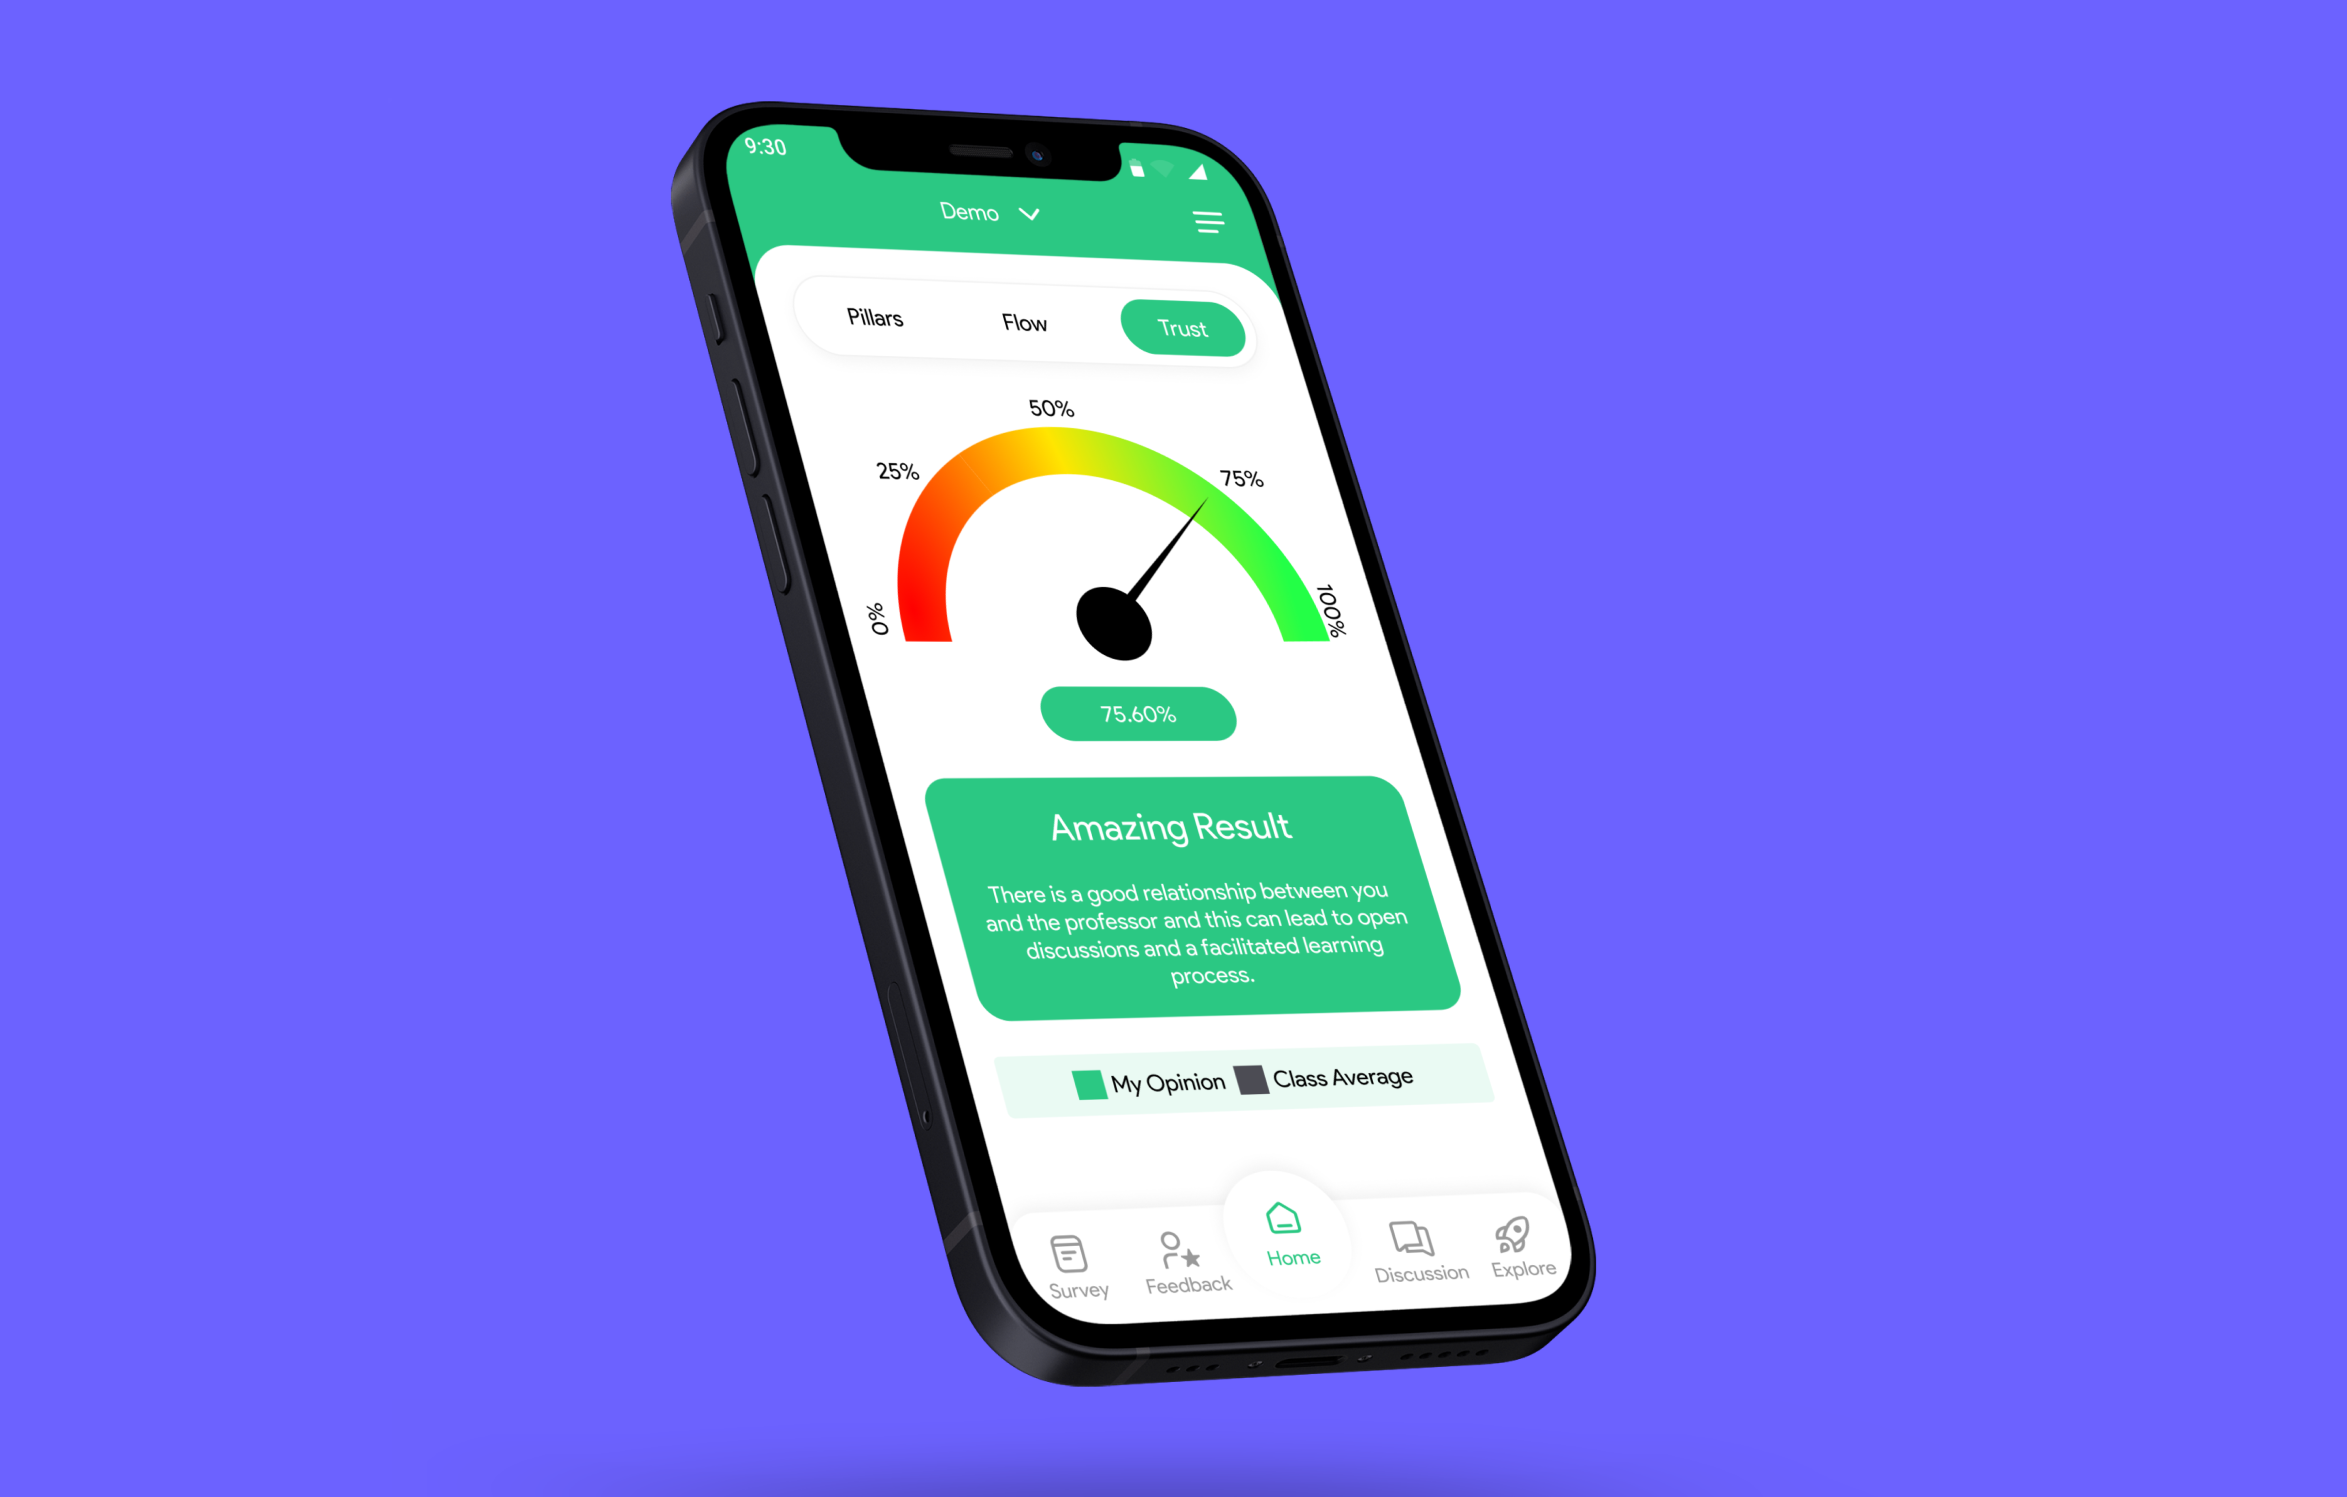 9:30
Demo
Pillars Flow Trust
50%
25%
75%
0%
100%
75.60%
Amazing Result
There is a good relationship between you
and the professor and this can lead to open
discussions and a facilitated learning
process.
My Opinion Class Average
Survey Feedback Home Discussion Explore